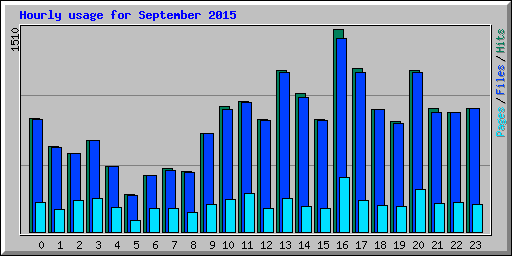 Hourly usage for September 2015
1510
Pages/Files/Hits
0 1 2 3 4 5 6 7 8 9 10 11 12 13 14 15 16 17 18 19 20 21 22 23